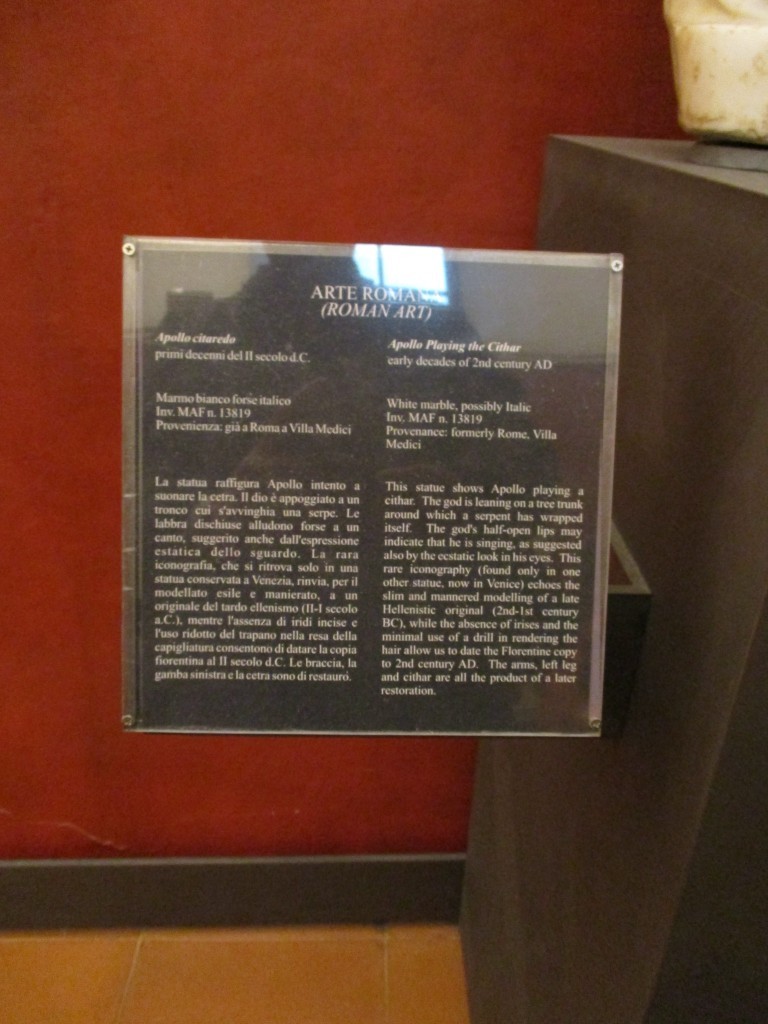 ARTE ROMANA
(ROMAN ART)
Apollo citaredo
primi decenni del II secolo d.C.
Marmo bianco forse italico
Inv. MAF n. 13819
Provenienza: già a Roma a Villa Medici
La statua raffigura Apollo intento a
suonare la cetra. Il dio è appoggiato a un
tronco cui s'avvinghia una serpe. Le
labbra dischiuse alludono forse a un
canto, suggerito anche dall'espressione
estatica dello sguardo. La rara
iconografia, che si ritrova solo in una
statua conservata a Venezia, rinvia, per il
modellato esile e manierato, a un
originale del tardo ellenismo (II-I secolo
a.C.), mentre l'assenza di iridi incise e
l'uso ridotto del trapano nella resa della
capigliatura consentono di datare la copia
fiorentina al II secolo d.C. Le braccia, la
gamba sinistra e la cetra sono di restauro.
Apollo Playing the Cithar
early decades of 2nd century AD
White marble, possibly Italic
Inv. MAF n. 13819
Provenance: formerly Rome, Villa
Medici
This statue shows Apollo playing a
cithar. The god is leaning on a tree trunk
around which a serpent has wrapped
itself. The god's half-open lips may
indicate that he is singing, as suggested
also by the ecstatic look in his eyes. This
rare iconography (found only in one
other statue, now in Venice) echoes the
slim and mannered modelling of a late
Hellenistic original (2nd-1st century
BC), while the absence of irises and the
minimal use of a drill in rendering the
hair allow us to date the Florentine copy
to 2nd century AD. The arms, left leg
and cithar are all the product of a later
restoration.